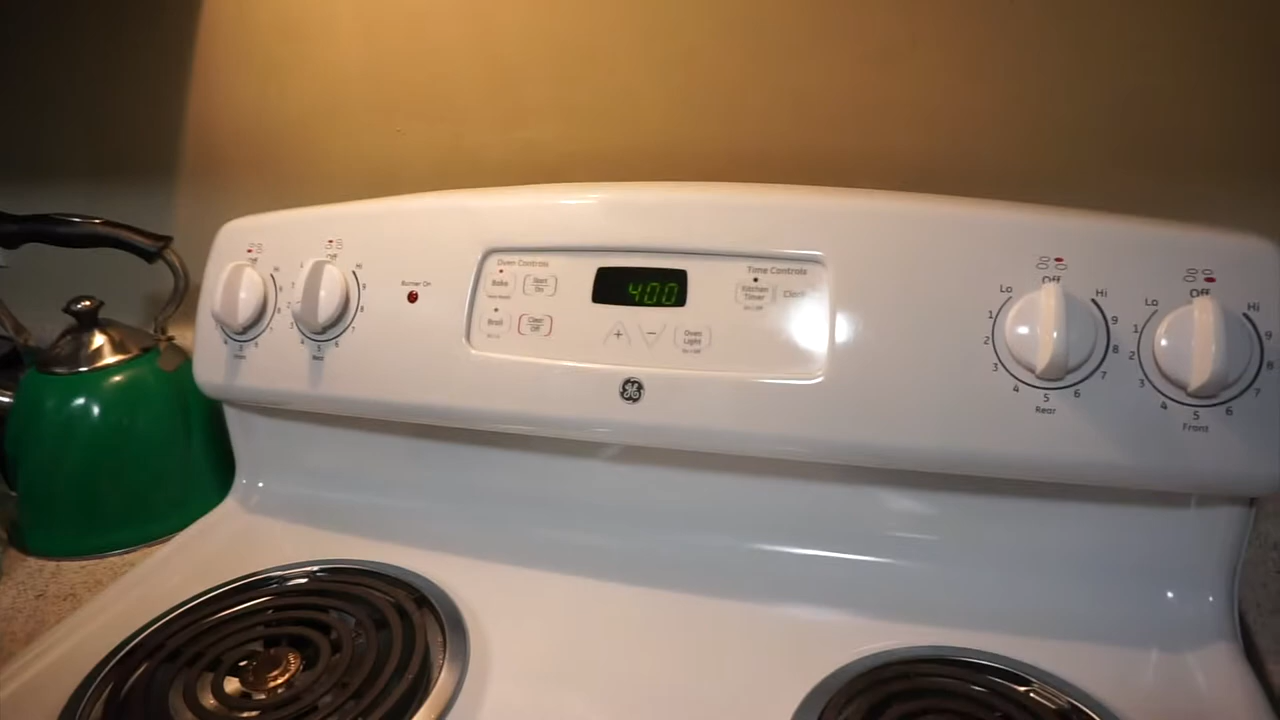 Off
Hi
Off
Hi
Burner On
Oven Controls
Bake
Start
On
Broil
Clear
Off
400
+
−
Oven
Light
Time Controls
Kitchen
Timer
Clock
GE
Off
Lo
Hi
1
2
3
4
5
6
7
8
9
Rear
Off
Lo
Hi
1
2
3
4
5
6
7
8
9
Front